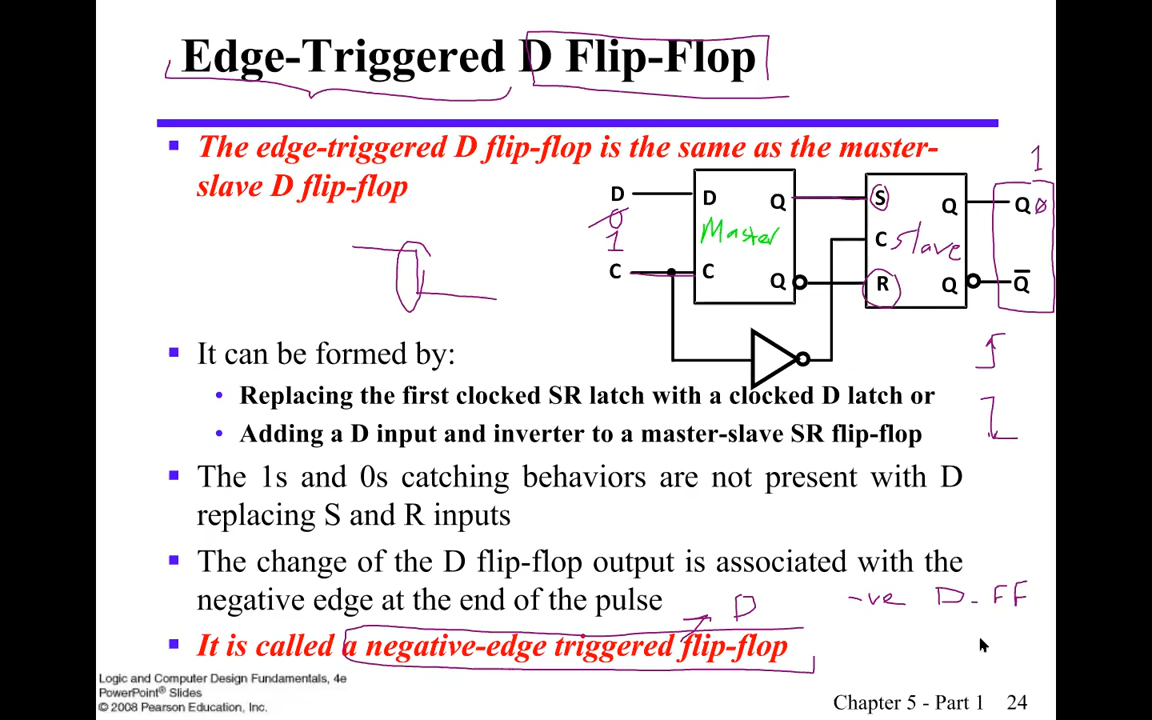 Edge-Triggered D Flip-Flop
▪ The edge-triggered D flip-flop is the same as the master-
slave D flip-flop
1
D D Q S Q Q 0
0
1
Master
C slave
C C Q R Q Q
▪ It can be formed by:
• Replacing the first clocked SR latch with a clocked D latch or
• Adding a D input and inverter to a master-slave SR flip-flop
▪ The 1s and 0s catching behaviors are not present with D
replacing S and R inputs
▪ The change of the D flip-flop output is associated with the
negative edge at the end of the pulse
D
-ve D-FF
▪ It is called a negative-edge triggered flip-flop
Logic and Computer Design Fundamentals, 4e
PowerPoint® Slides
© 2008 Pearson Education, Inc.
Chapter 5 - Part 1 24